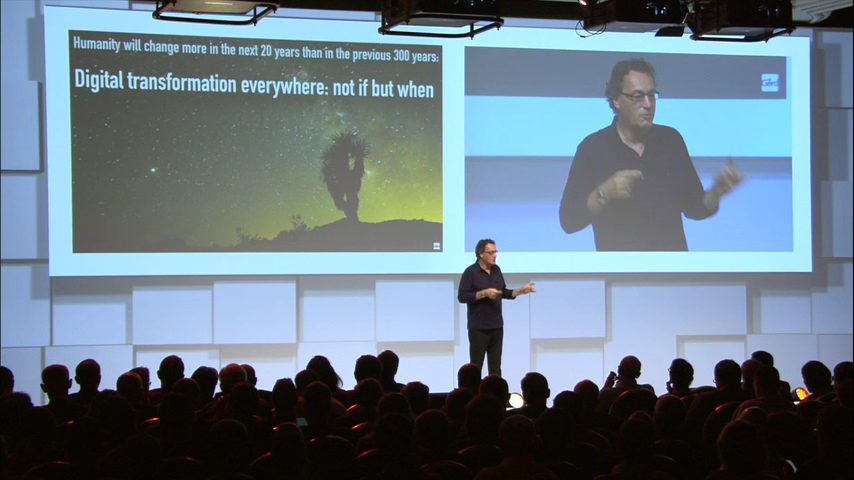 Humanity will change more in the next 20 years than in the previous 300 years:
Digital transformation everywhere: not if but when